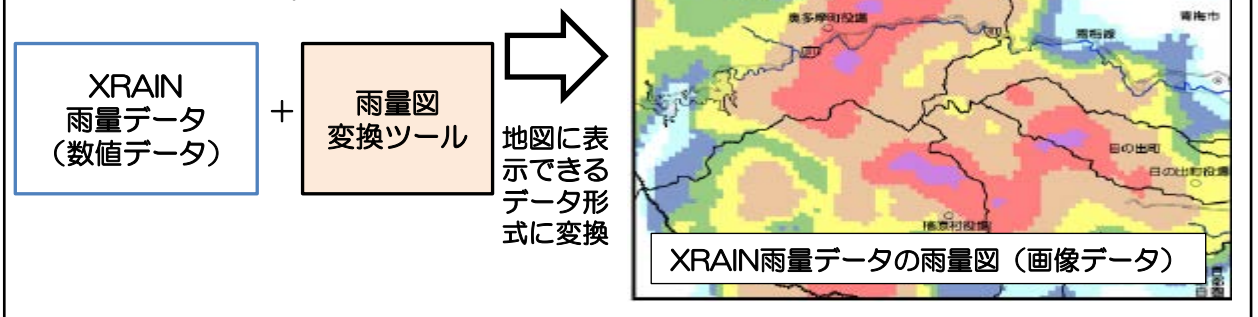 XRAIN
雨量データ
（数値データ）
＋
雨量図
変換ツール
地図に表
示できる
データ形
式に変換
奥多摩町役場
青梅市
青梅線
日の出町
日の出町役場
檜原村役場
XRAIN雨量データの雨量図（画像データ）